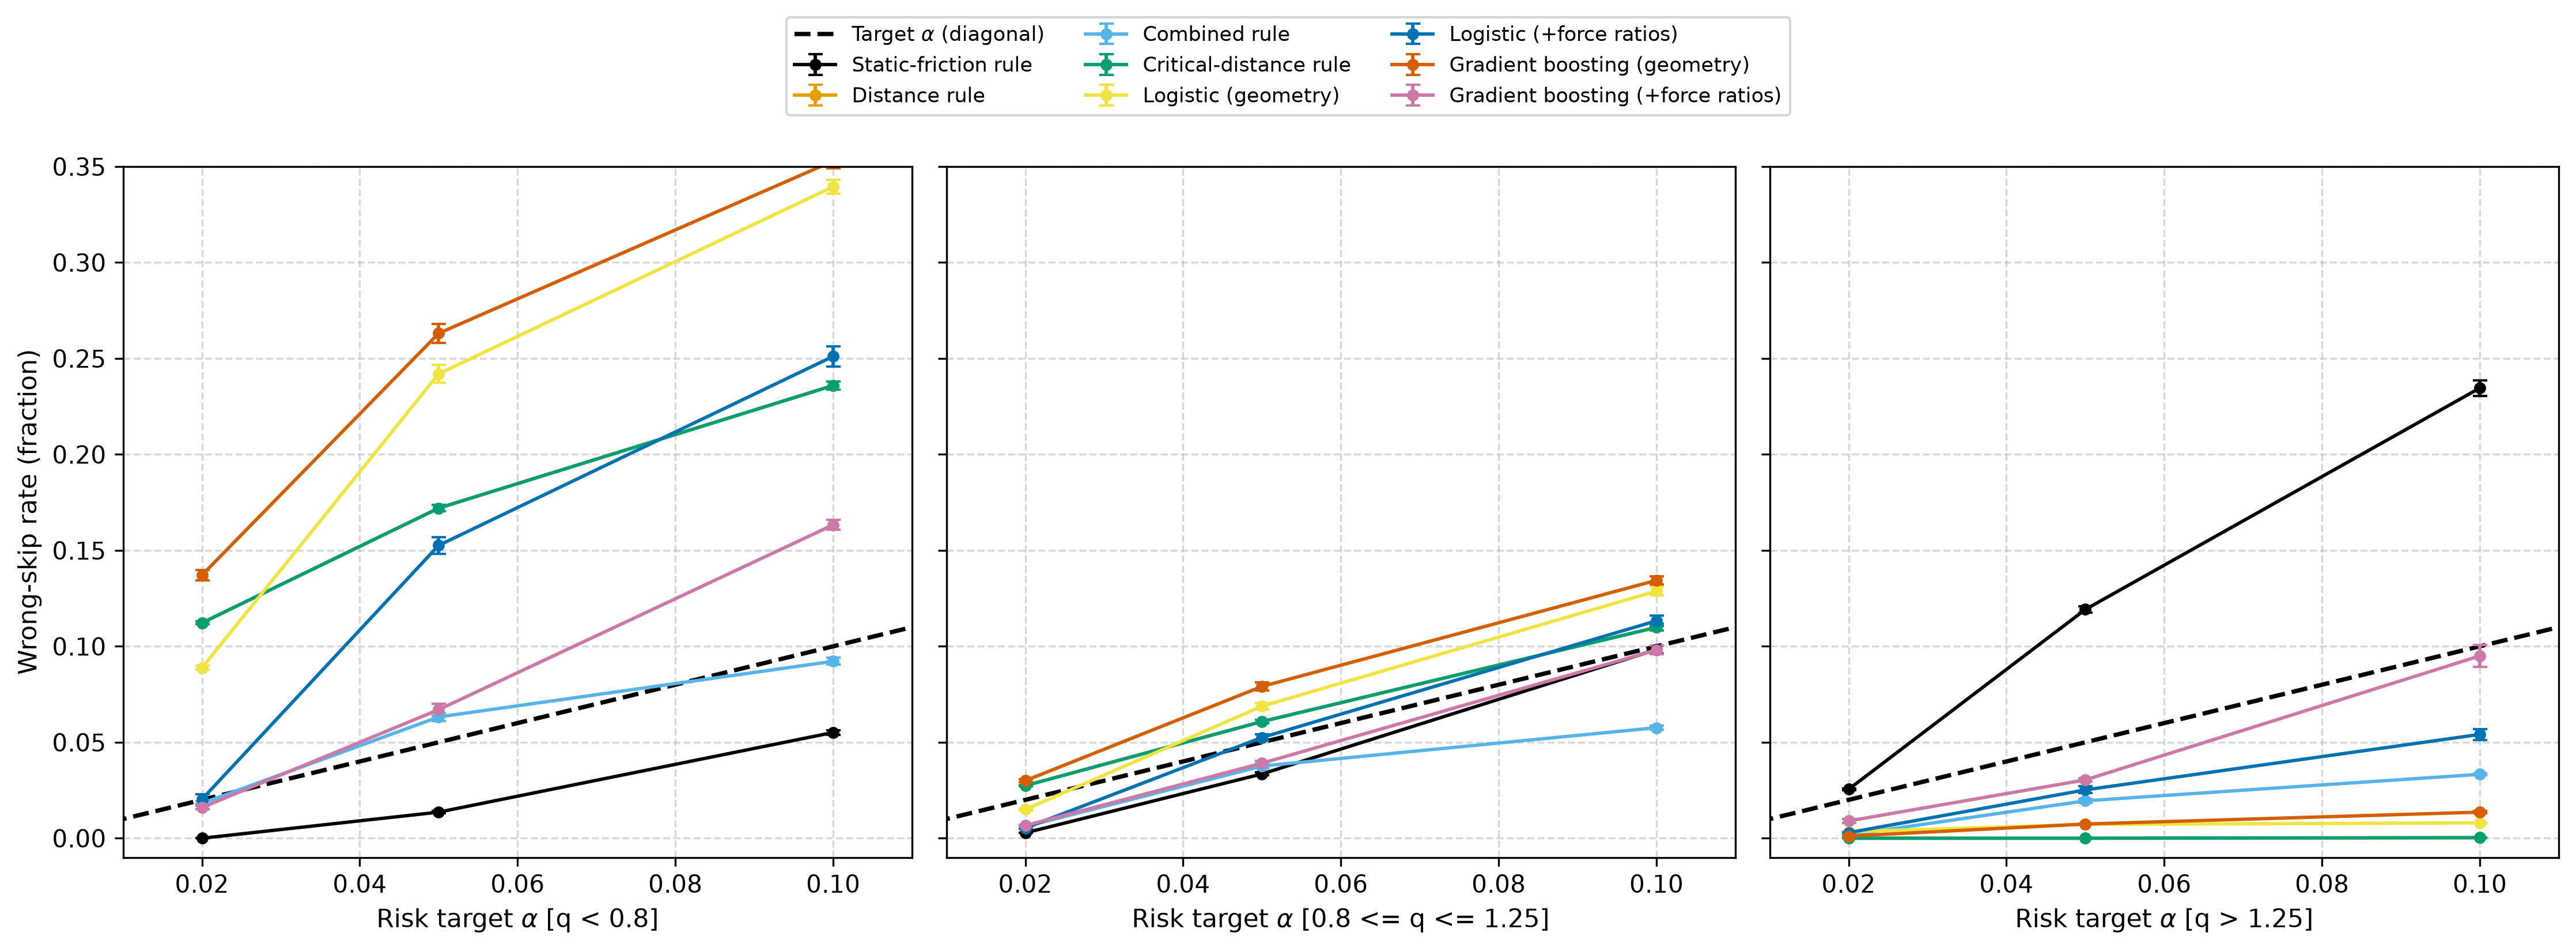 Target α (diagonal)
Static-friction rule
Distance rule
Combined rule
Critical-distance rule
Logistic (geometry)
Logistic (+force ratios)
Gradient boosting (geometry)
Gradient boosting (+force ratios)
Wrong-skip rate (fraction)
0.35
0.30
0.25
0.20
0.15
0.10
0.05
0.00
0.02 0.04 0.06 0.08 0.10
Risk target α [q < 0.8]
0.02 0.04 0.06 0.08 0.10
Risk target α [0.8 <= q <= 1.25]
0.02 0.04 0.06 0.08 0.10
Risk target α [q > 1.25]